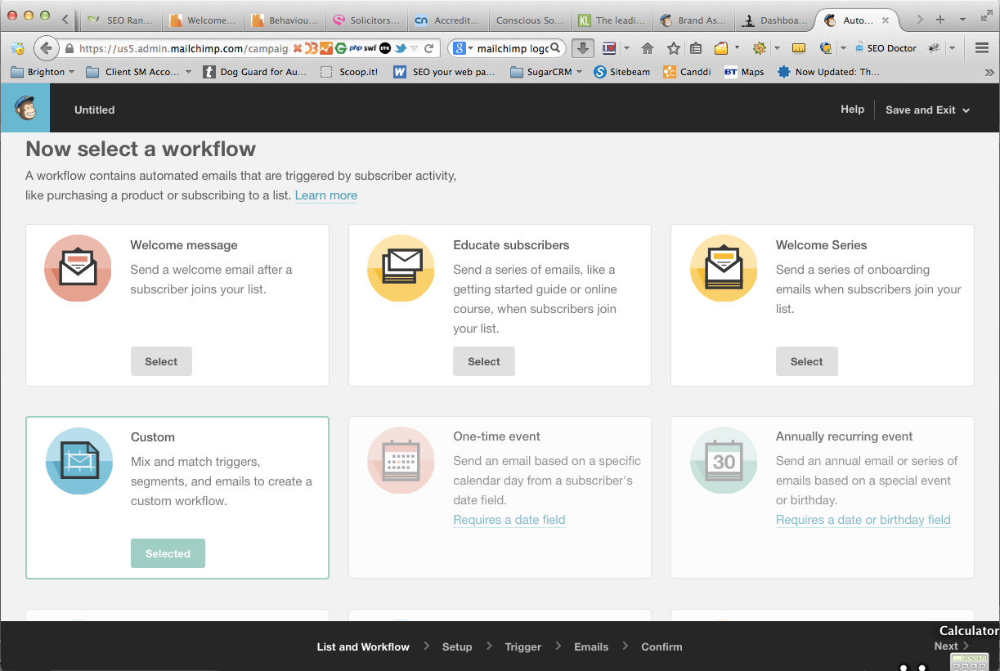 SEO Ran...
Welcome...
Behaviou...
Solicitors...
Accredit...
Conscious So...
The leadi...
Brand As...
Dashboa...
Auto...
https://us5.admin.mailchimp.com/campaig
php
swf
DTK
mailchimp logo
SEO Doctor
Brighton
Client SM Acco...
Dog Guard for Au...
Scoop.it!
SEO your web pa...
SugarCRM
Sitebeam
Canddi
BT Maps
Now Updated: Th...
Untitled
Help
Save and Exit
Now select a workflow
A workflow contains automated emails that are triggered by subscriber activity,
like purchasing a product or subscribing to a list. Learn more
Welcome message
Send a welcome email after a
subscriber joins your list.
Select
Educate subscribers
Send a series of emails, like a
getting started guide or online
course, when subscribers join
your list.
Select
Welcome Series
Send a series of onboarding
emails when subscribers join your
list.
Select
Custom
Mix and match triggers,
segments, and emails to create a
custom workflow.
Selected
One-time event
Send an email based on a specific
calendar day from a subscriber's
date field.
Requires a date field
30
Annually recurring event
Send an annual email or series of
emails based on a special event
or birthday.
Requires a date or birthday field
List and Workflow
Setup
Trigger
Emails
Confirm
Calculator
Next